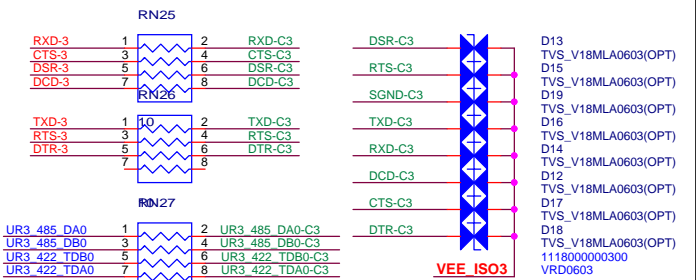 RN25
RXD-3 1 2 RXD-C3
CTS-3 3 4 CTS-C3
DSR-3 5 6 DSR-C3
DCD-3 7 8 DCD-C3
RN26
10
TXD-3 1 2 TXD-C3
RTS-3 3 4 RTS-C3
DTR-3 5 6 DTR-C3
7 8
10
RN27
UR3_485_DA0 1 2 UR3_485_DA0-C3
UR3_485_DB0 3 4 UR3_485_DB0-C3
UR3_422_TDB0 5 6 UR3_422_TDB0-C3
UR3_422_TDA0 7 8 UR3_422_TDA0-C3
DSR-C3 D13
TVS_V18MLA0603(OPT)
RTS-C3 D15
TVS_V18MLA0603(OPT)
SGND-C3 D19
TVS_V18MLA0603(OPT)
TXD-C3 D16
TVS_V18MLA0603(OPT)
RXD-C3 D14
TVS_V18MLA0603(OPT)
DCD-C3 D12
TVS_V18MLA0603(OPT)
CTS-C3 D17
TVS_V18MLA0603(OPT)
DTR-C3 D18
TVS_V18MLA0603(OPT)
1118000000300
VEE_ISO3 VRD0603